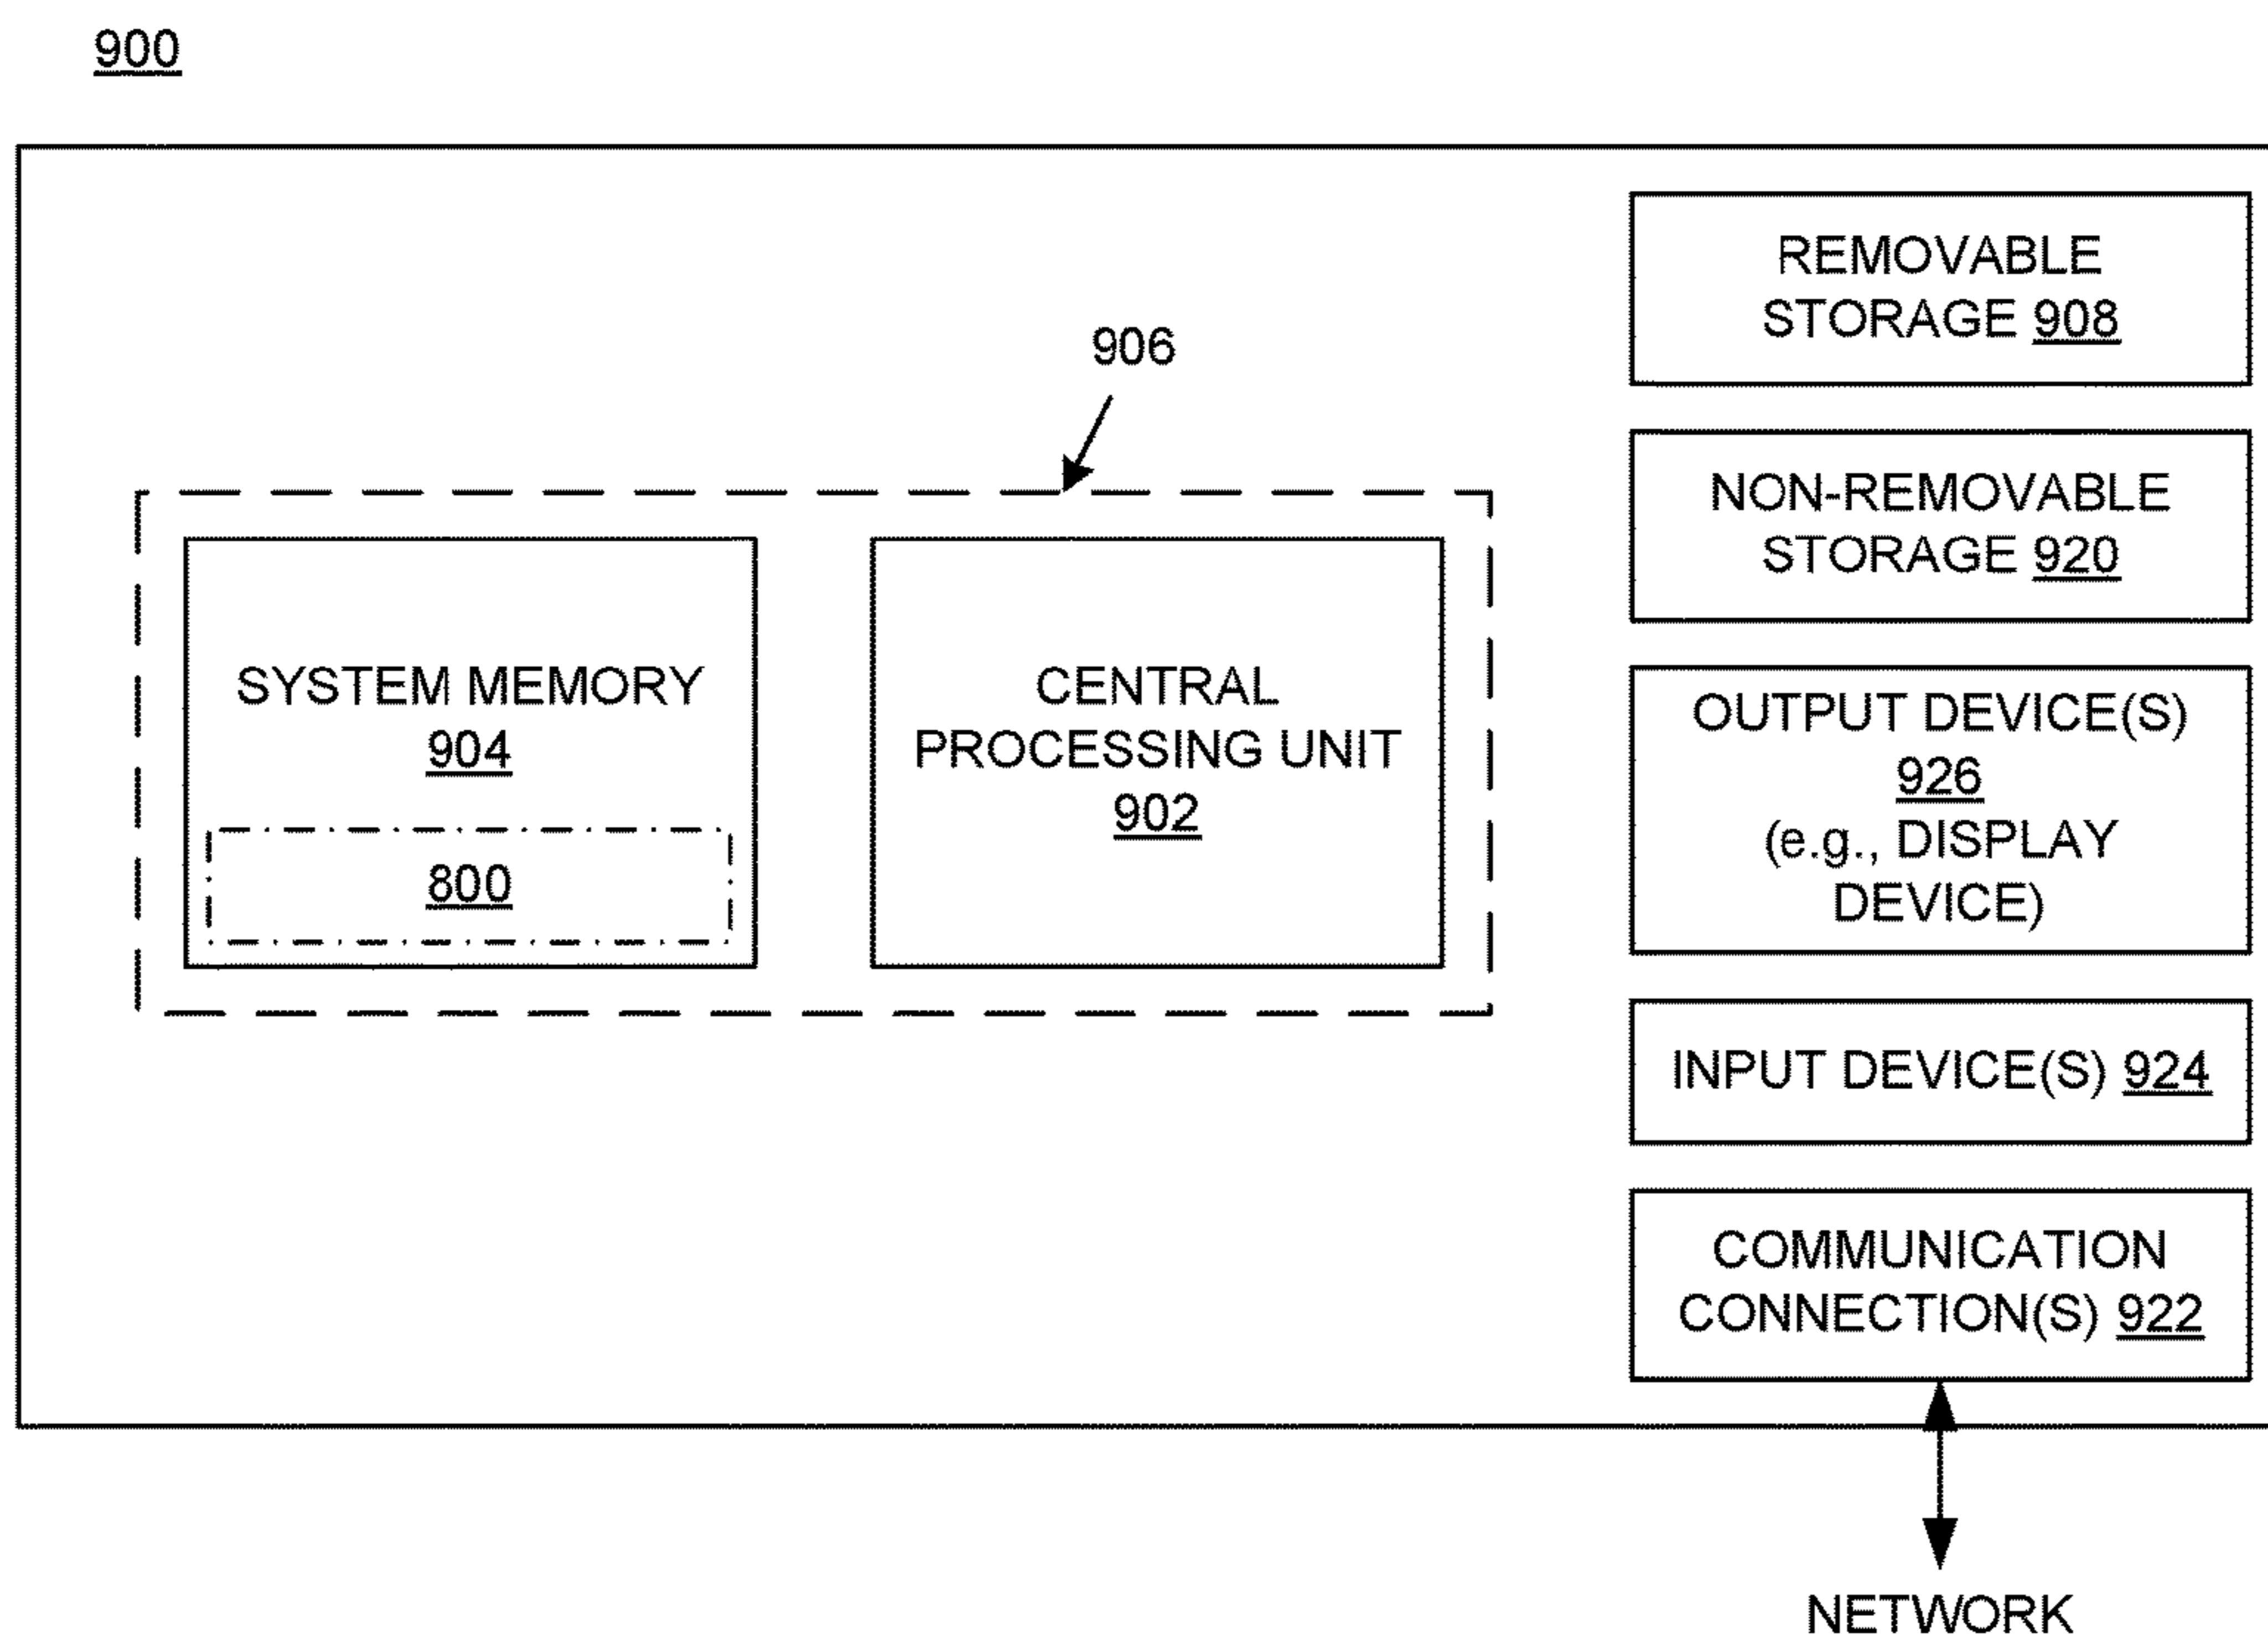 900
906
SYSTEM MEMORY
904
800
CENTRAL
PROCESSING UNIT
902
REMOVABLE
STORAGE 908
NON-REMOVABLE
STORAGE 920
OUTPUT DEVICE(S)
926
(e.g., DISPLAY
DEVICE)
INPUT DEVICE(S) 924
COMMUNICATION
CONNECTION(S) 922
NETWORK